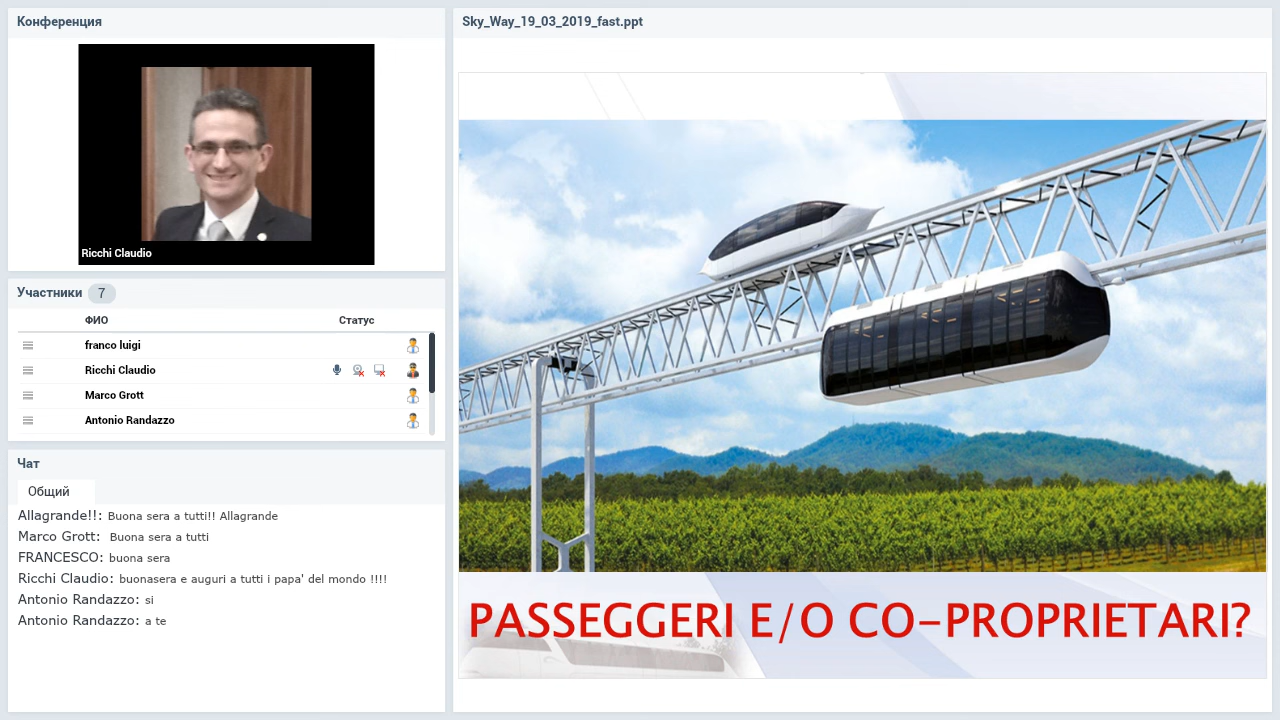 Конференция
Ricchi Claudio
Участники 7
ФИО Статус
franco luigi
Ricchi Claudio
Marco Grott
Antonio Randazzo
Чат
Общий
Allagrande!!: Buona sera a tutti!! Allagrande
Marco Grott: Buona sera a tutti
FRANCESCO: buona sera
Ricchi Claudio: buonasera e auguri a tutti i papa' del mondo !!!!
Antonio Randazzo: si
Antonio Randazzo: a te
Sky_Way_19_03_2019_fast.ppt
PASSEGGERI E/O CO-PROPRIETARI?